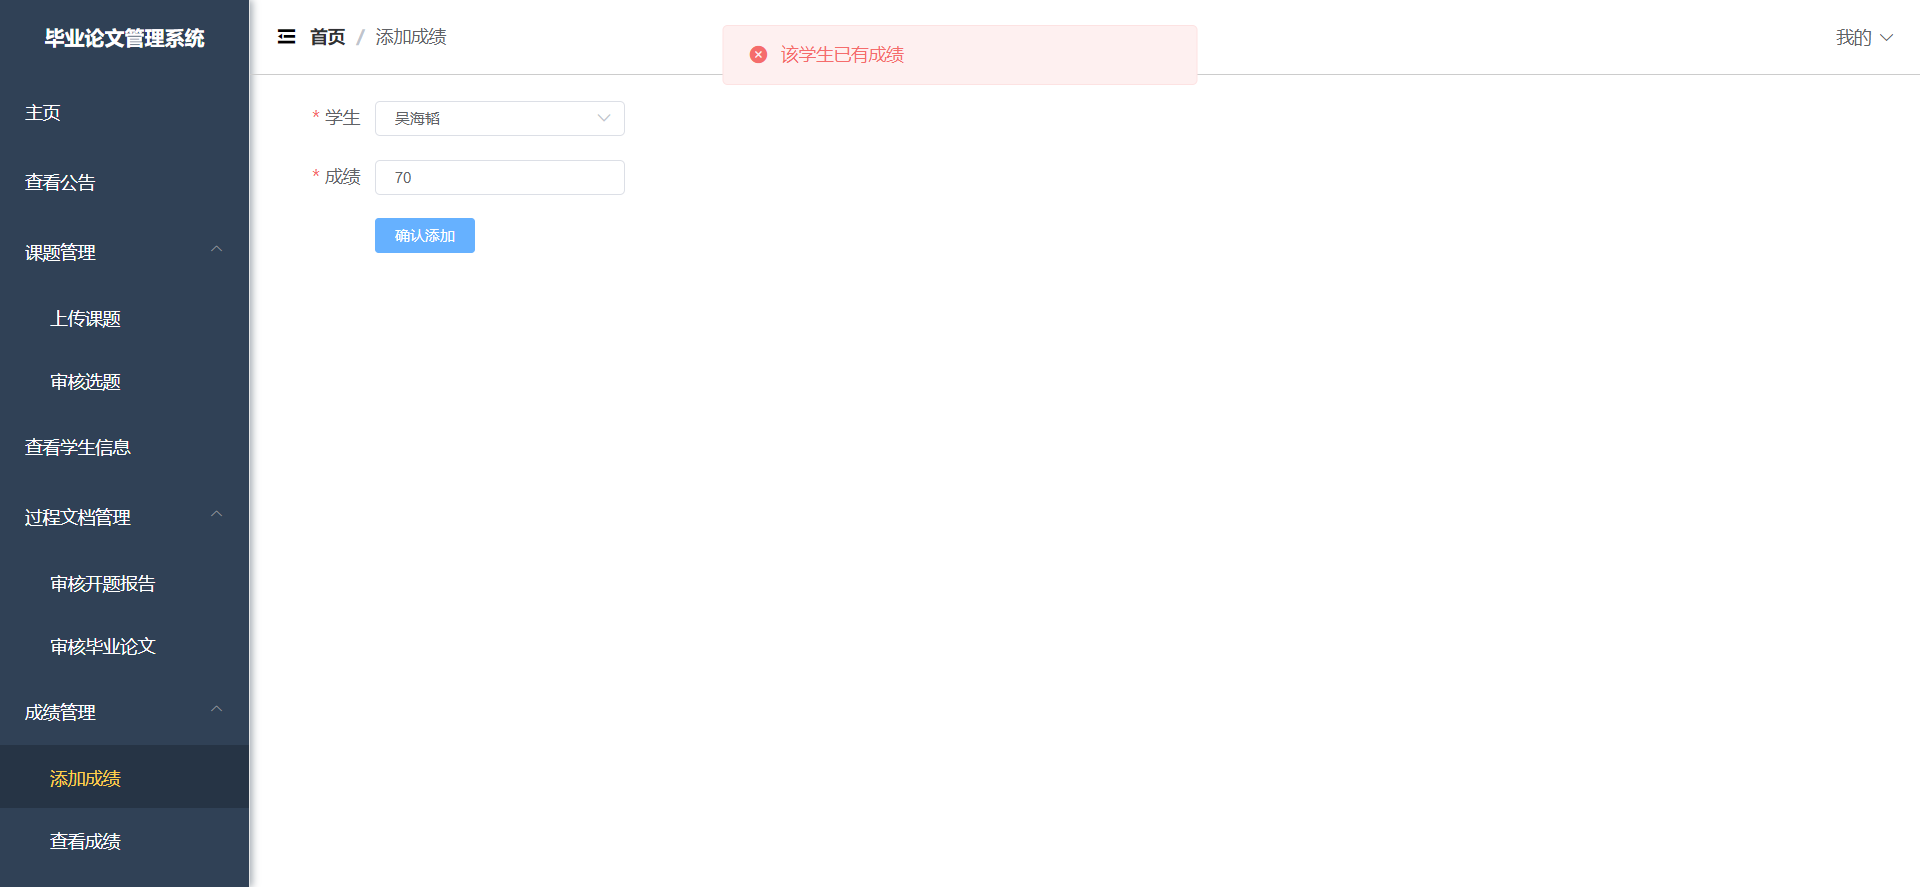 毕业论文管理系统
主页
查看公告
课题管理
上传课题
审核选题
查看学生信息
过程文档管理
审核开题报告
审核毕业论文
成绩管理
添加成绩
查看成绩
首页 / 添加成绩
该学生已有成绩
我的
* 学生 吴海韬
* 成绩 70
确认添加